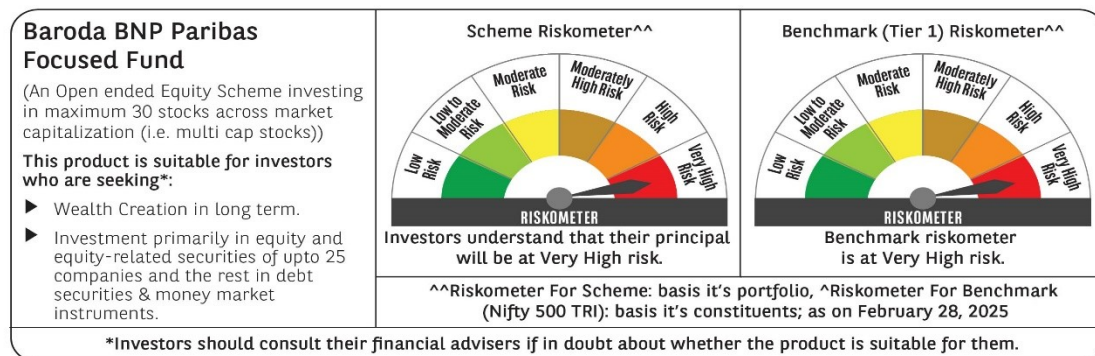 Baroda BNP Paribas
Focused Fund
(An Open ended Equity Scheme investing
in maximum 30 stocks across market
capitalization (i.e. multi cap stocks))
This product is suitable for investors
who are seeking*:
▶ Wealth Creation in long term.
▶ Investment primarily in equity and
equity-related securities of upto 25
companies and the rest in debt
securities & money market
instruments.
Scheme Riskometer^^
Low
Risk
Low to
Moderate
Risk
Moderate
Risk
Moderately
High Risk
High
Risk
Very High
Risk
RISKOMETER
Investors understand that their principal
will be at Very High risk.
Benchmark (Tier 1) Riskometer^^
Low
Risk
Low to
Moderate
Risk
Moderate
Risk
Moderately
High Risk
High
Risk
Very High
Risk
RISKOMETER
Benchmark riskometer
is at Very High risk.
^^Riskometer For Scheme: basis it's portfolio, ^Riskometer For Benchmark
(Nifty 500 TRI): basis it's constituents; as on February 28, 2025
*Investors should consult their financial advisers if in doubt about whether the product is suitable for them.